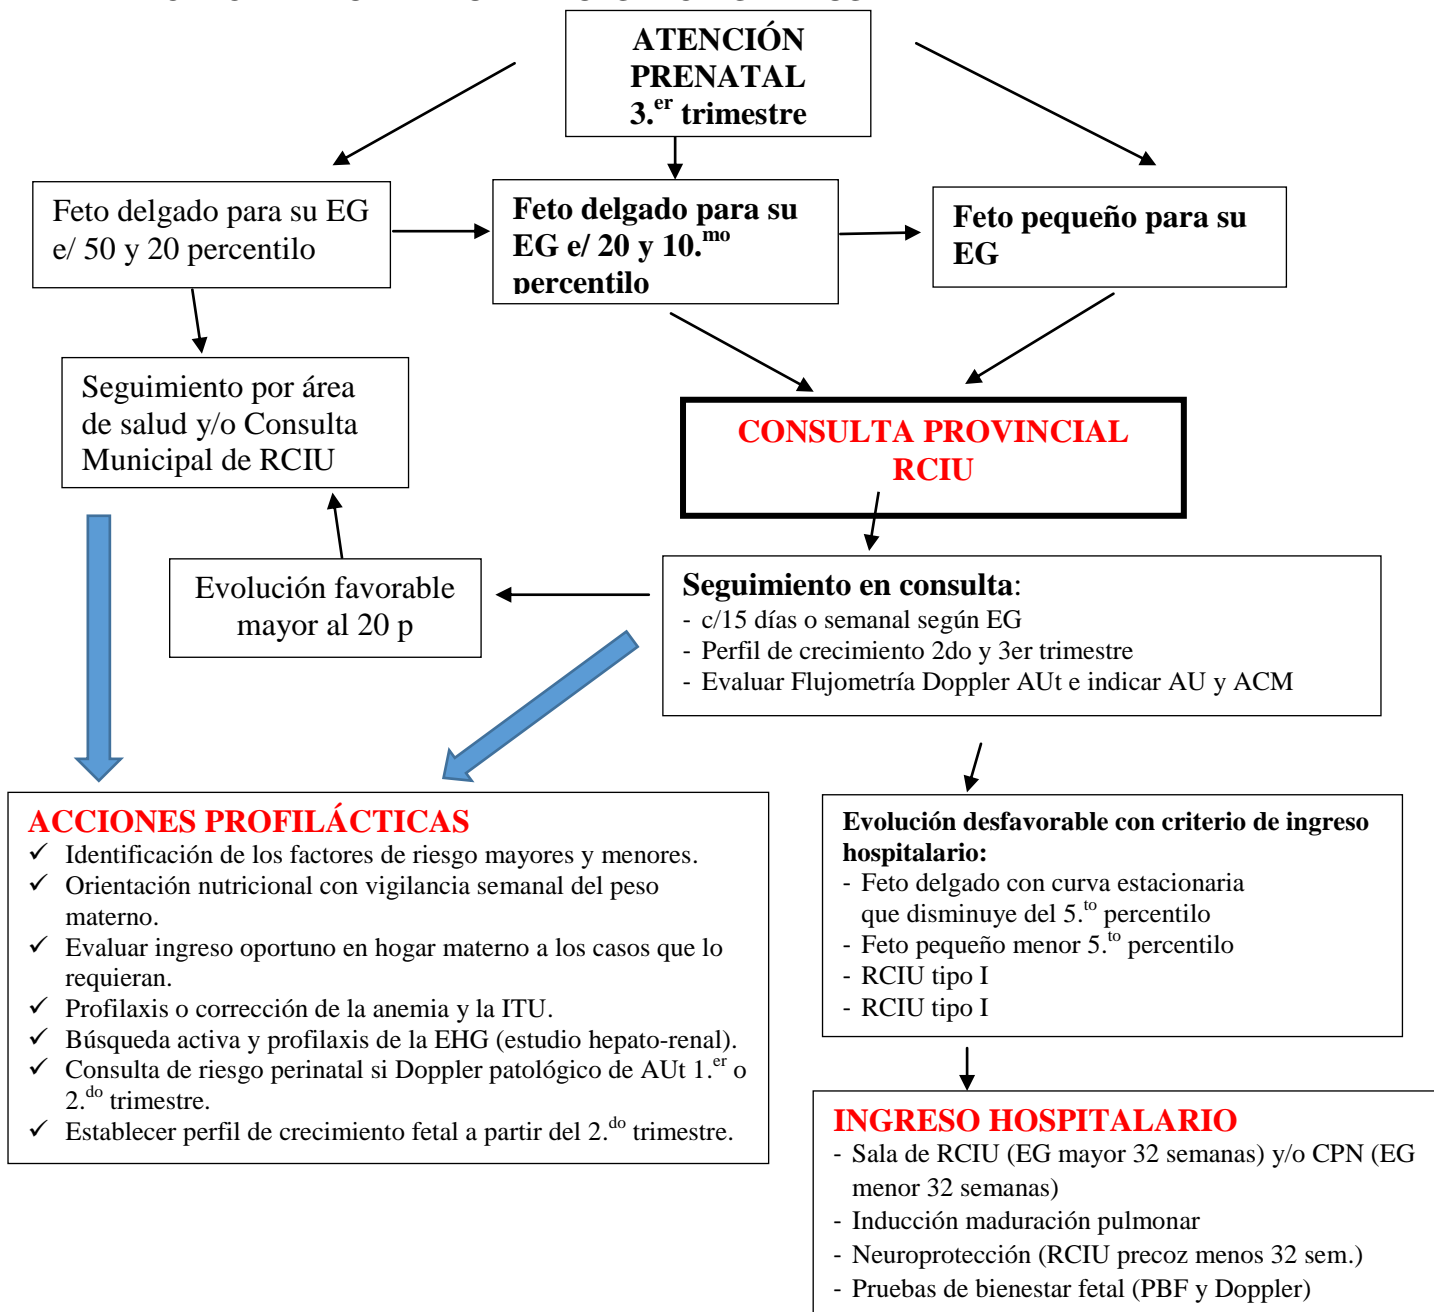 ATENCIÓN
PRENATAL
3.er trimestre
Feto delgado para su EG
e/ 50 y 20 percentilo
Feto delgado para su
EG e/ 20 y 10.mo
percentilo
Feto pequeño para su
EG
Seguimiento por área
de salud y/o Consulta
Municipal de RCIU
CONSULTA PROVINCIAL
RCIU
Evolución favorable
mayor al 20 p
Seguimiento en consulta:
- c/15 días o semanal según EG
- Perfil de crecimiento 2do y 3er trimestre
- Evaluar Flujometría Doppler AUt e indicar AU y ACM
ACCIONES PROFILÁCTICAS
✓ Identificación de los factores de riesgo mayores y menores.
✓ Orientación nutricional con vigilancia semanal del peso
materno.
✓ Evaluar ingreso oportuno en hogar materno a los casos que lo
requieran.
✓ Profilaxis o corrección de la anemia y la ITU.
✓ Búsqueda activa y profilaxis de la EHG (estudio hepato-renal).
✓ Consulta de riesgo perinatal si Doppler patológico de AUt 1.er o
2.do trimestre.
✓ Establecer perfil de crecimiento fetal a partir del 2.do trimestre.
Evolución desfavorable con criterio de ingreso
hospitalario:
- Feto delgado con curva estacionaria
que disminuye del 5.to percentilo
- Feto pequeño menor 5.to percentilo
- RCIU tipo I
- RCIU tipo I
INGRESO HOSPITALARIO
- Sala de RCIU (EG mayor 32 semanas) y/o CPN (EG
menor 32 semanas)
- Inducción maduración pulmonar
- Neuroprotección (RCIU precoz menos 32 sem.)
- Pruebas de bienestar fetal (PBF y Doppler)